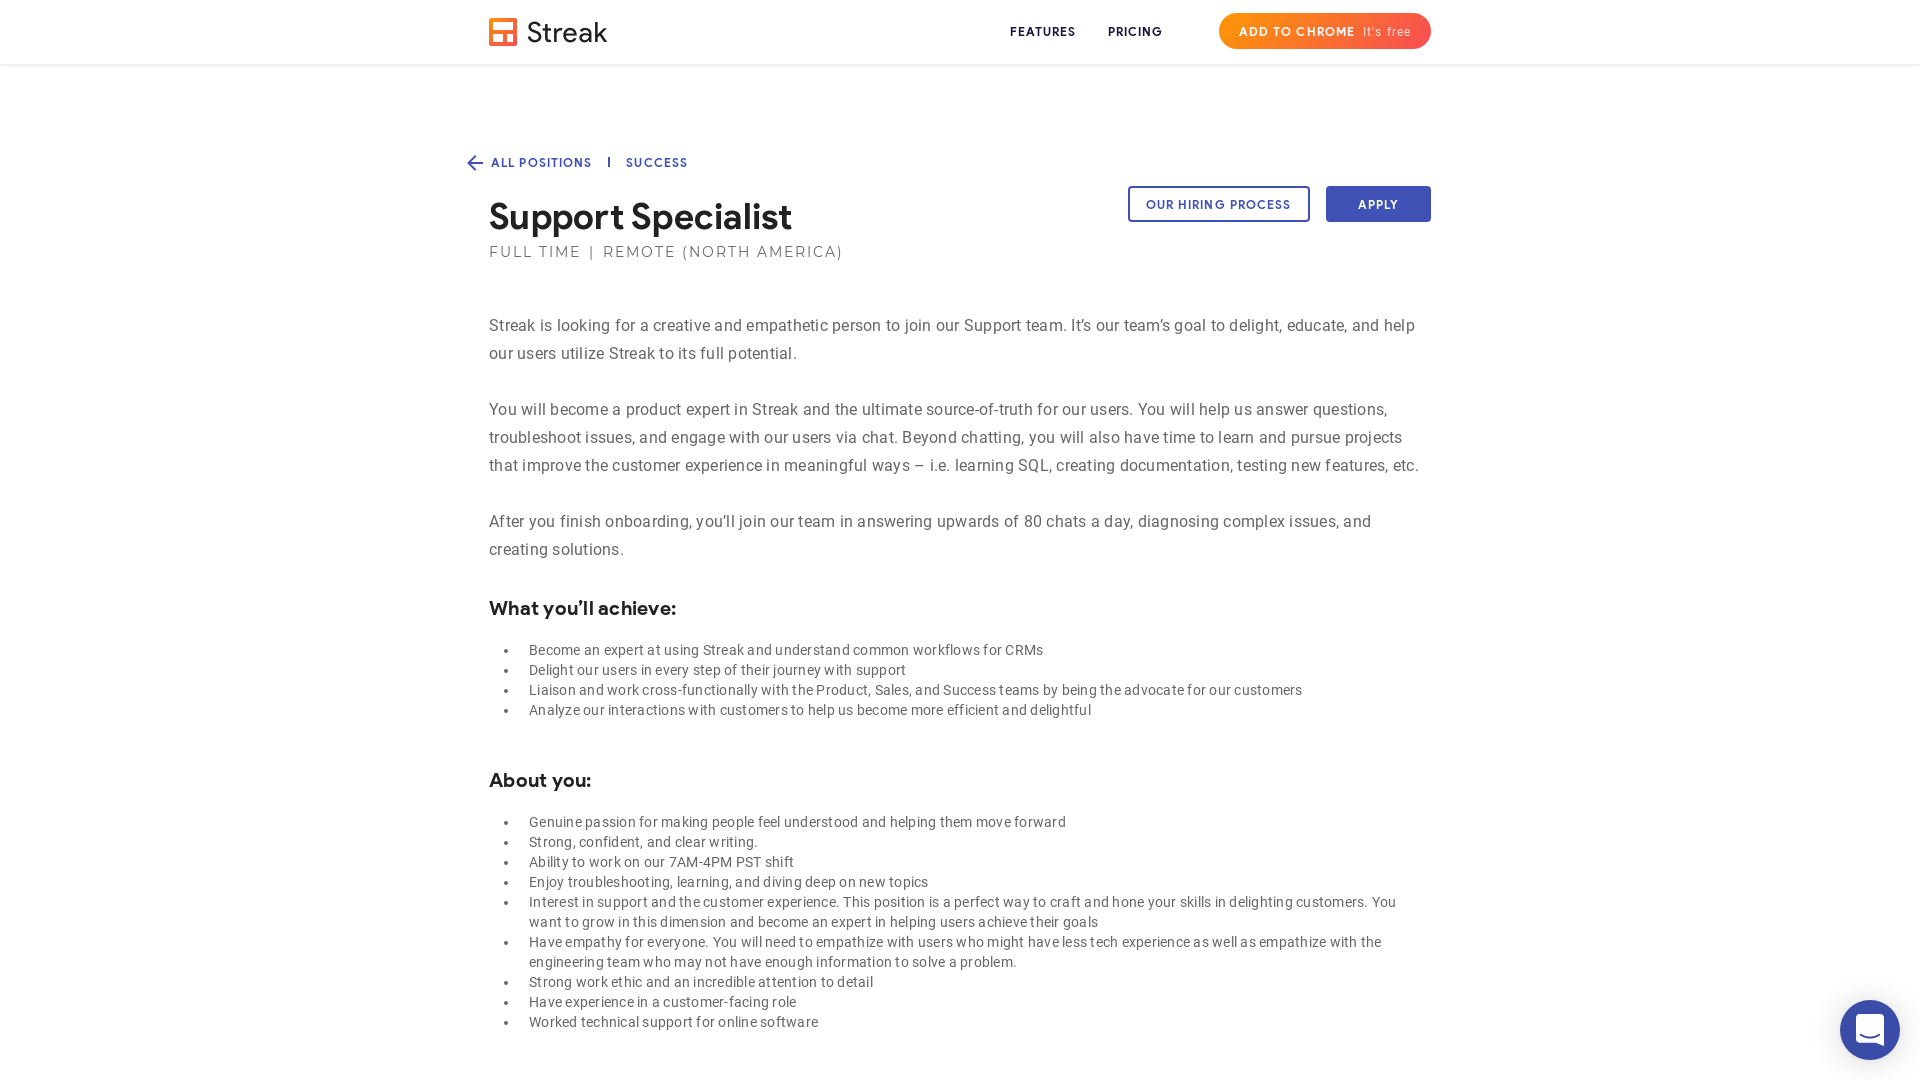 Streak
FEATURES
PRICING
ADD TO CHROME It's free
ALL POSITIONS
SUCCESS
Support Specialist
FULL TIME | REMOTE (NORTH AMERICA)
OUR HIRING PROCESS
APPLY
Streak is looking for a creative and empathetic person to join our Support team. It’s our team’s goal to delight, educate, and help
our users utilize Streak to its full potential.
You will become a product expert in Streak and the ultimate source-of-truth for our users. You will help us answer questions,
troubleshoot issues, and engage with our users via chat. Beyond chatting, you will also have time to learn and pursue projects
that improve the customer experience in meaningful ways – i.e. learning SQL, creating documentation, testing new features, etc.
After you finish onboarding, you’ll join our team in answering upwards of 80 chats a day, diagnosing complex issues, and
creating solutions.
What you’ll achieve:
• Become an expert at using Streak and understand common workflows for CRMs
• Delight our users in every step of their journey with support
• Liaison and work cross-functionally with the Product, Sales, and Success teams by being the advocate for our customers
• Analyze our interactions with customers to help us become more efficient and delightful
About you:
• Genuine passion for making people feel understood and helping them move forward
• Strong, confident, and clear writing.
• Ability to work on our 7AM-4PM PST shift
• Enjoy troubleshooting, learning, and diving deep on new topics
• Interest in support and the customer experience. This position is a perfect way to craft and hone your skills in delighting customers. You
want to grow in this dimension and become an expert in helping users achieve their goals
• Have empathy for everyone. You will need to empathize with users who might have less tech experience as well as empathize with the
engineering team who may not have enough information to solve a problem.
• Strong work ethic and an incredible attention to detail
• Have experience in a customer-facing role
• Worked technical support for online software